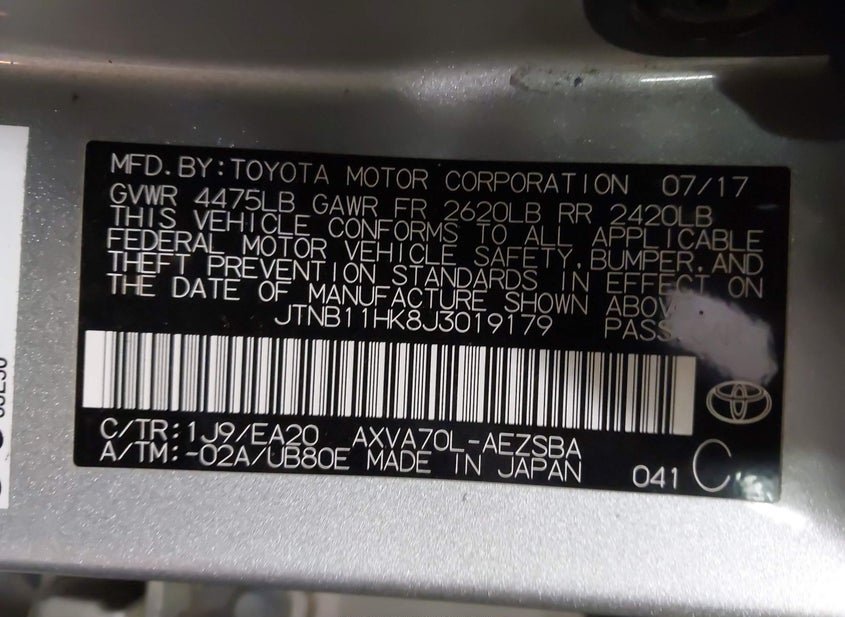 MFD.BY:TOYOTA MOTOR CORPORATION 07/17
GVWR 4475LB GAWR FR 2620LB RR 2420LB
THIS VEHICLE CONFORMS TO ALL APPLICABLE
FEDERAL MOTOR VEHICLE SAFETY,BUMPER,AND
THEFT PREVENTION STANDARDS IN EFFECT ON
THE DATE OF MANUFACTURE SHOWN ABOV
JTNB11HK8J3019179 PASS
C/TR:1J9/EA20 AXVA70L-AEZSBA
A/TM:-02A/UB80E MADE IN JAPAN 041 C